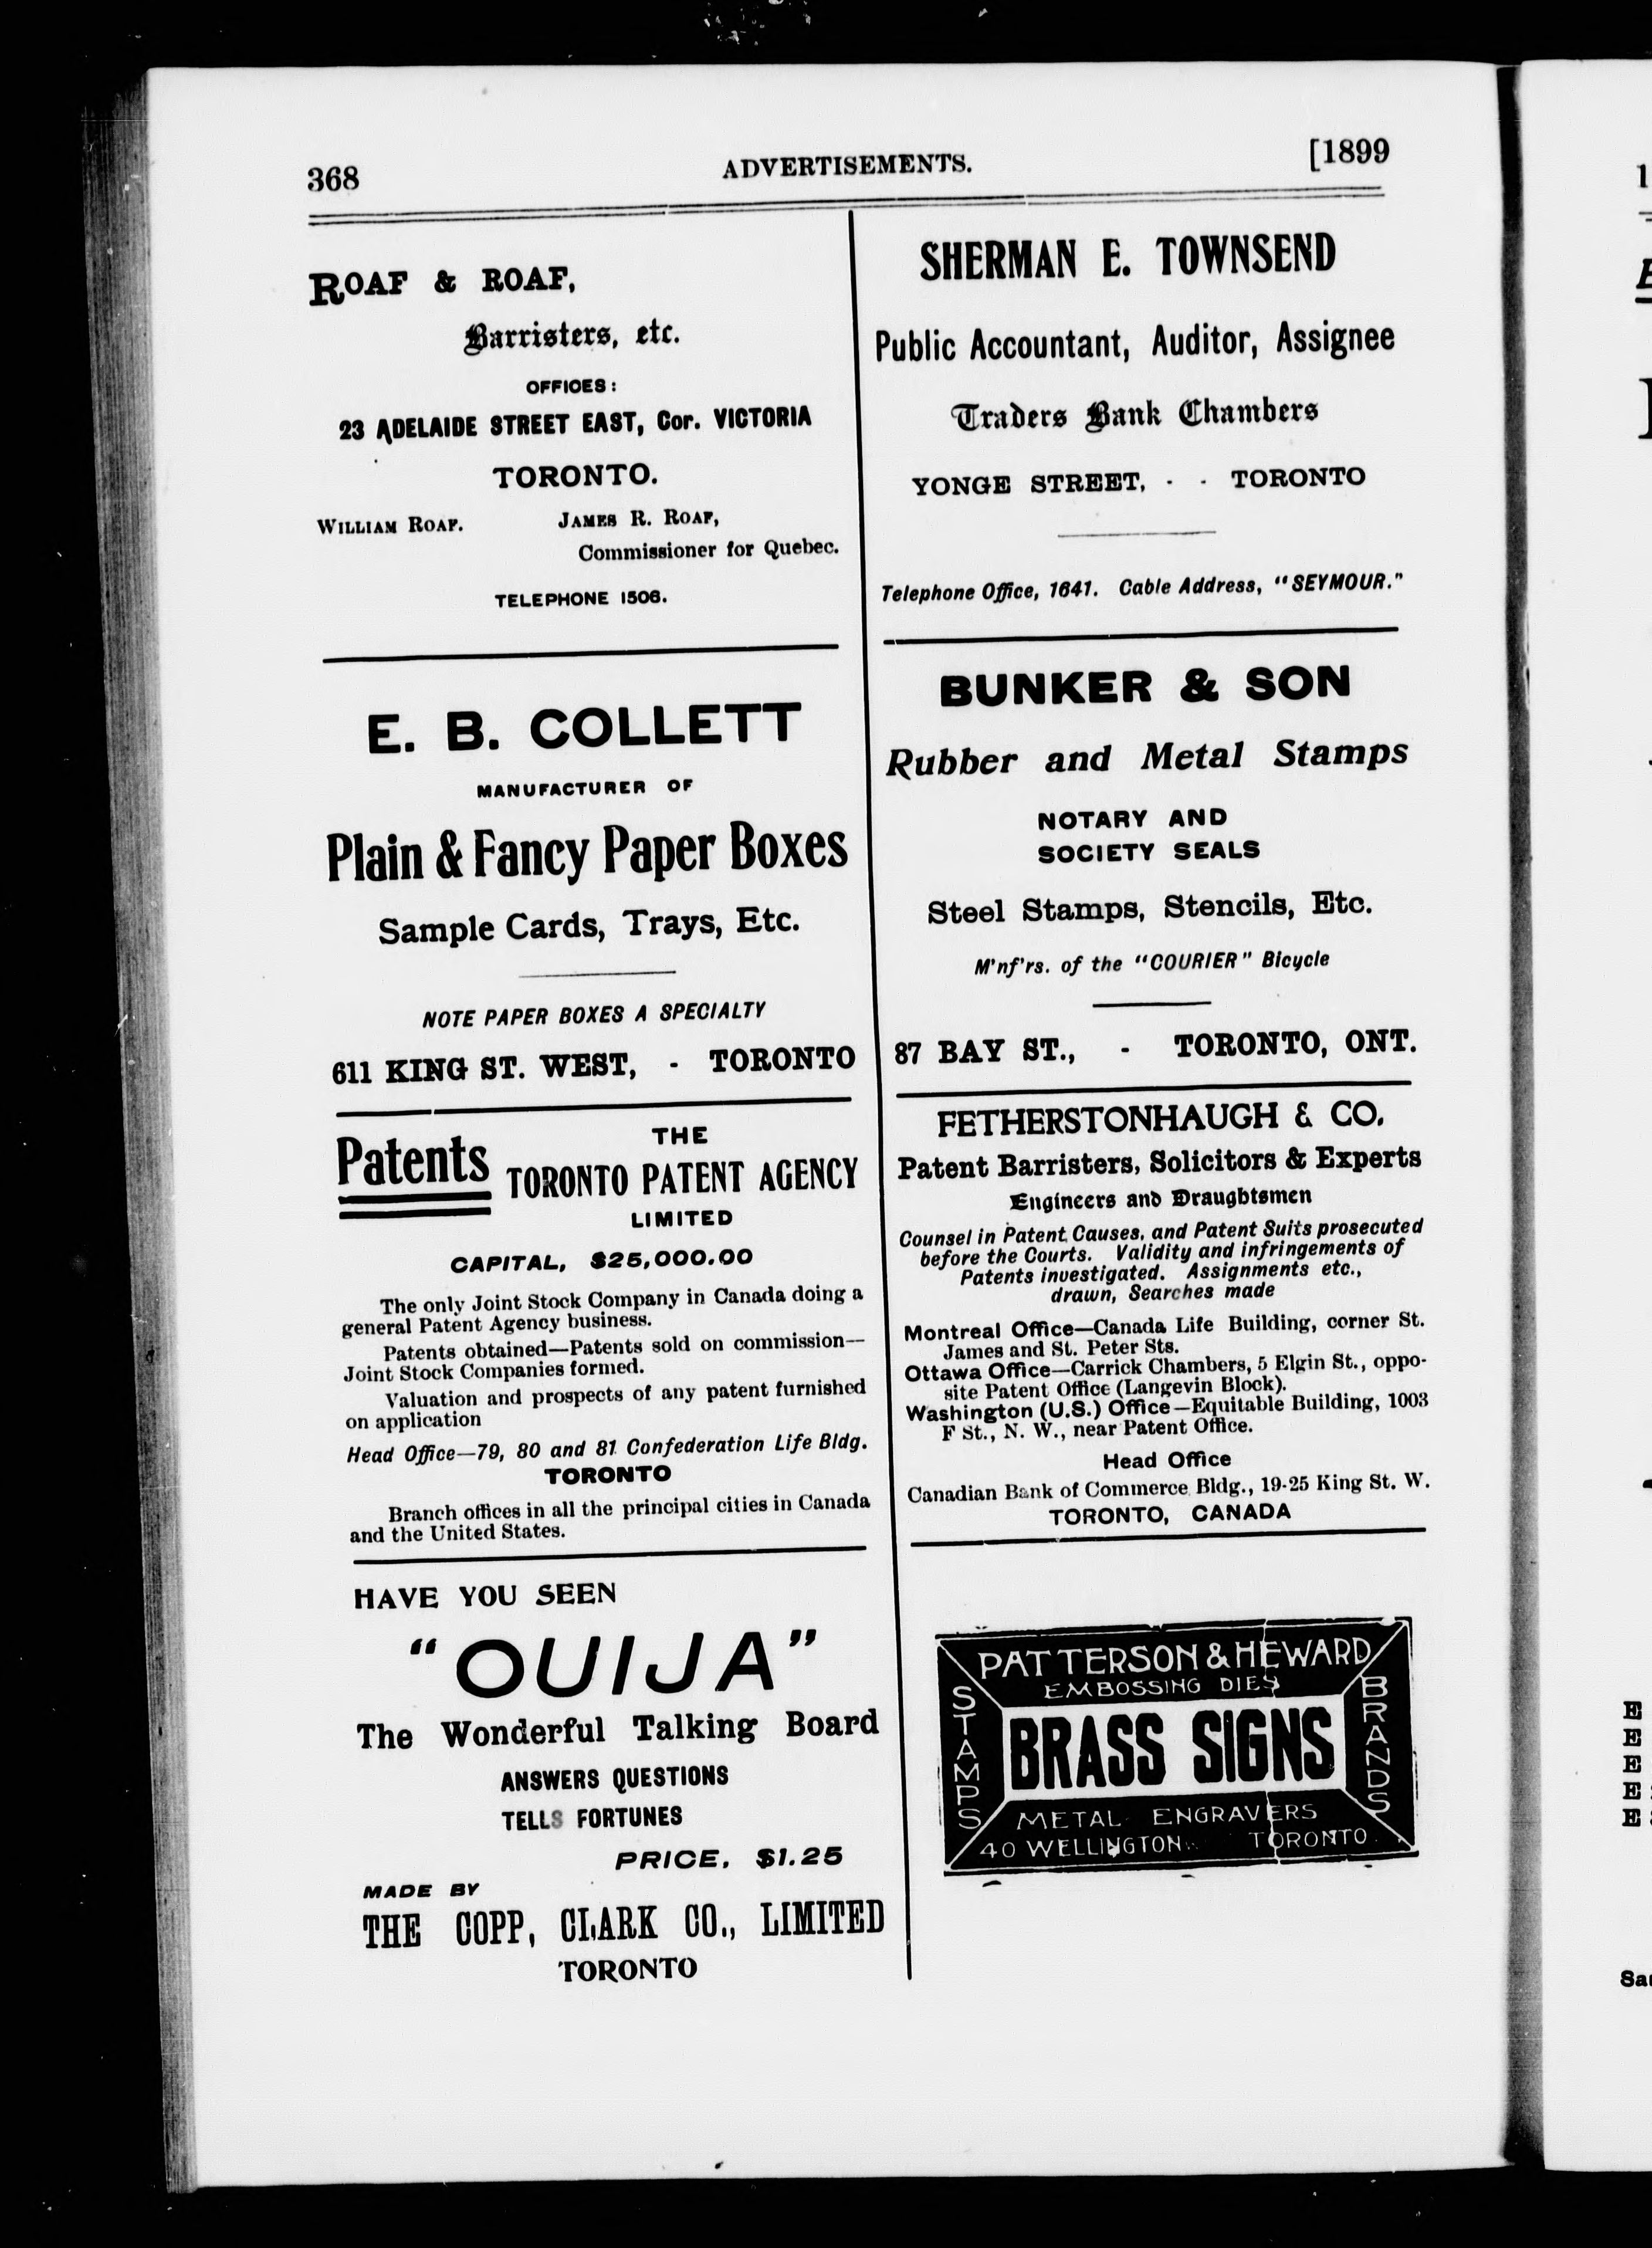 368
ADVERTISEMENTS.
[1899
ROAF & ROAF,
Barristers, etc.
OFFICES:
23 ADELAIDE STREET EAST, Cor. VICTORIA
TORONTO.
WILLIAM ROAF. JAMES R. ROAF,
Commissioner for Quebec.
TELEPHONE 1506.
E. B. COLLETT
MANUFACTURER OF
Plain & Fancy Paper Boxes
Sample Cards, Trays, Etc.
NOTE PAPER BOXES A SPECIALTY
611 KING ST. WEST, - TORONTO
Patents
THE
TORONTO PATENT AGENCY
LIMITED
CAPITAL, $25,000.00
The only Joint Stock Company in Canada doing a
general Patent Agency business.
Patents obtained—Patents sold on commission—
Joint Stock Companies formed.
Valuation and prospects of any patent furnished
on application
Head Office—79, 80 and 81 Confederation Life Bldg.
TORONTO
Branch offices in all the principal cities in Canada
and the United States.
HAVE YOU SEEN
"OUIJA"
The Wonderful Talking Board
ANSWERS QUESTIONS
TELLS FORTUNES
PRICE, $1.25
MADE BY
THE COPP, CLARK CO., LIMITED
TORONTO
SHERMAN E. TOWNSEND
Public Accountant, Auditor, Assignee
Traders Bank Chambers
YONGE STREET, - - TORONTO
Telephone Office, 1641. Cable Address, "SEYMOUR."
BUNKER & SON
Rubber and Metal Stamps
NOTARY AND
SOCIETY SEALS
Steel Stamps, Stencils, Etc.
M'nf'rs. of the "COURIER" Bicycle
87 BAY ST., - TORONTO, ONT.
FETHERSTONHAUGH & CO.
Patent Barristers, Solicitors & Experts
Engineers and Draughtsmen
Counsel in Patent Causes, and Patent Suits prosecuted
before the Courts. Validity and infringements of
Patents investigated. Assignments etc.,
drawn, Searches made
Montreal Office—Canada Life Building, corner St.
James and St. Peter Sts.
Ottawa Office—Carrick Chambers, 5 Elgin St., oppo-
site Patent Office (Langevin Block).
Washington (U.S.) Office—Equitable Building, 1003
F St., N. W., near Patent Office.
Head Office
Canadian Bank of Commerce Bldg., 19-25 King St. W.
TORONTO, CANADA
PATTERSON & HEWARD
EMBOSSING DIES
STAMPS
BRASS SIGNS
BRANDS
METAL ENGRAVERS
40 WELLINGTON TORONTO